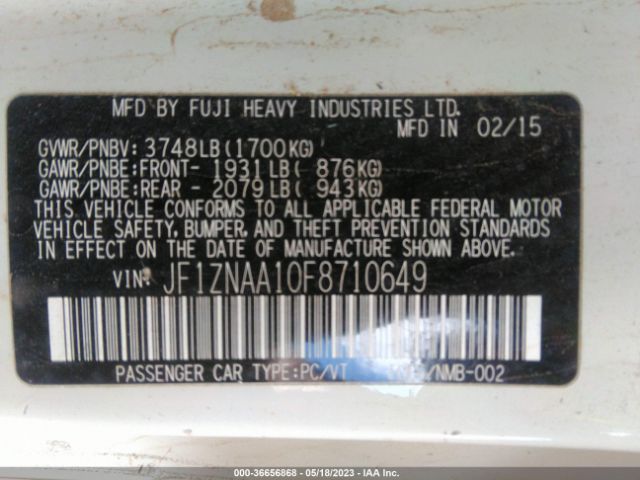 MFD BY FUJI HEAVY INDUSTRIES LTD.
MFD IN 02/15
GVWR/PNBV: 3748LB(1700KG)
GAWR/PNBE:FRONT- 1931LB( 876KG)
GAWR/PNBE:REAR - 2079LB( 943KG)
THIS VEHICLE CONFORMS TO ALL APPLICABLE FEDERAL MOTOR
VEHICLE SAFETY, BUMPER, AND THEFT PREVENTION STANDARDS
IN EFFECT ON THE DATE OF MANUFACTURE SHOWN ABOVE.
VIN: JF1ZNAA10F8710649
PASSENGER CAR TYPE:PC/VT /NMB-002
000-36656868 - 05/18/2023 - IAA Inc.